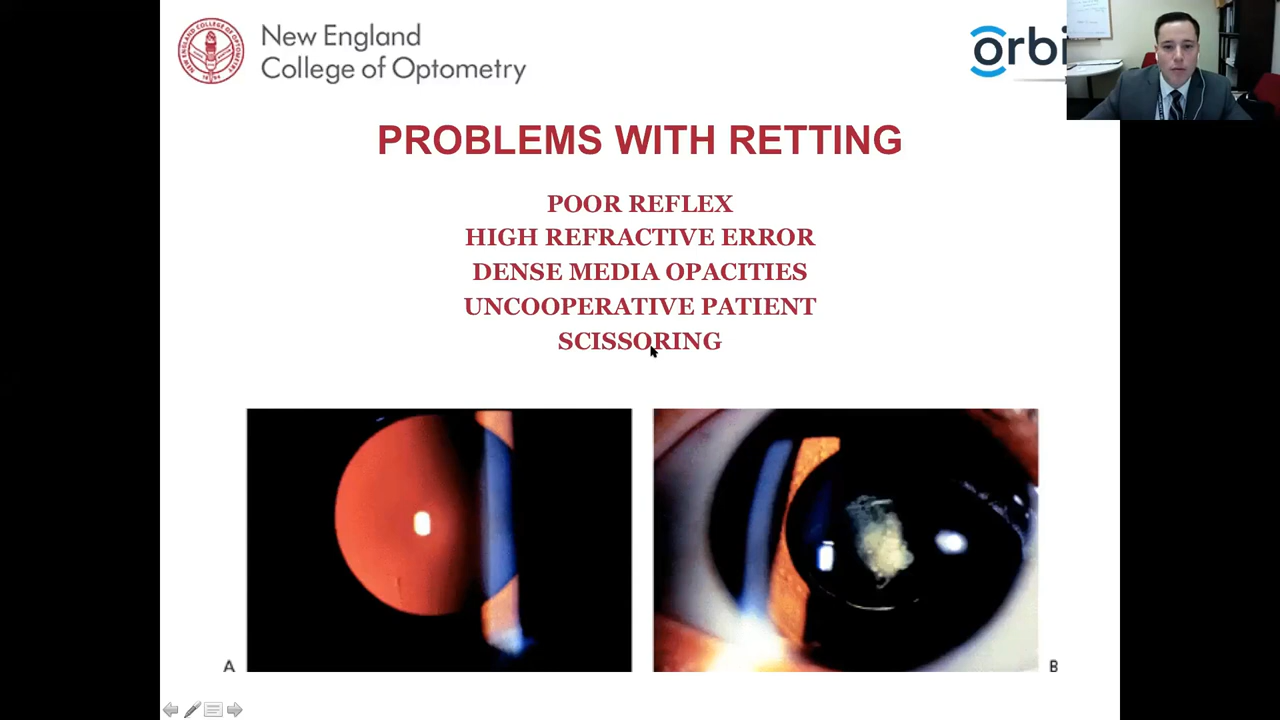 New England
College of Optometry
orbi
PROBLEMS WITH RETTING
POOR REFLEX
HIGH REFRACTIVE ERROR
DENSE MEDIA OPACITIES
UNCOOPERATIVE PATIENT
SCISSORING
A
B